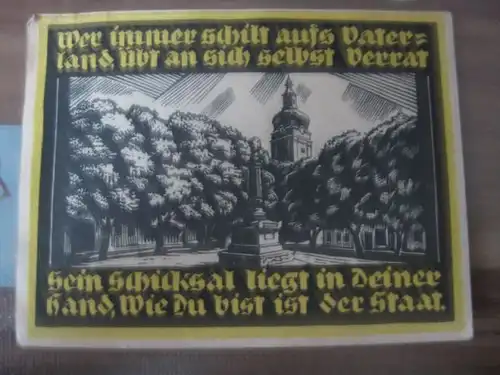 Wer immer schilt aufs Vater=
land, übt an sich selbst Verrat
Sein Schicksal liegt in Deiner
Hand, Wie Du bist ist der Staat.